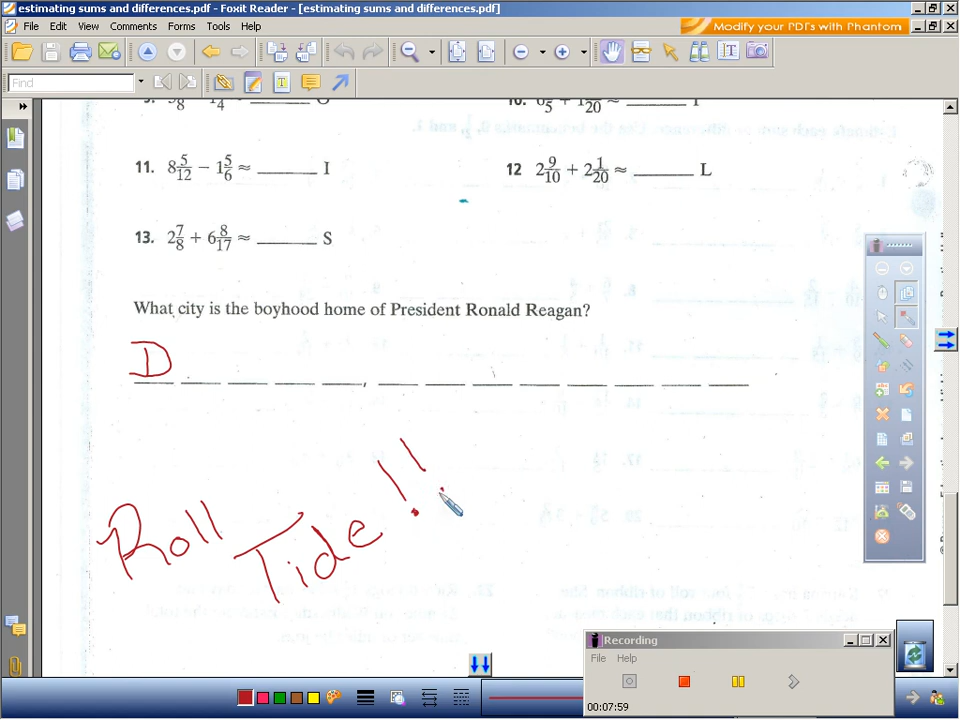 estimating sums and differences.pdf - Foxit Reader - [estimating sums and differences.pdf]
File Edit View Comments Forms Tools Help
Modify your PDFs with Phantom
Find
11. 8 5/12 − 1 5/6 ≈ ______ I
12 2 9/10 + 2 1/20 ≈ ______ L
13. 2 7/8 + 6 8/17 ≈ ______ S
What city is the boyhood home of President Ronald Reagan?
D
Roll Tide!!
Recording
File Help
00:07:59